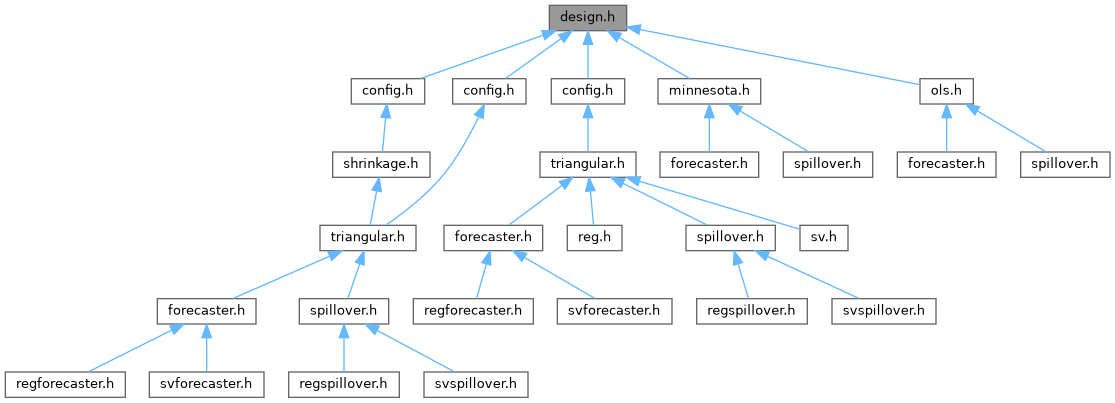 design.h
config.h
config.h
config.h
minnesota.h
ols.h
shrinkage.h
triangular.h
forecaster.h
spillover.h
forecaster.h
spillover.h
triangular.h
forecaster.h
reg.h
spillover.h
sv.h
forecaster.h
spillover.h
regforecaster.h
svforecaster.h
regspillover.h
svspillover.h
regforecaster.h
svforecaster.h
regspillover.h
svspillover.h